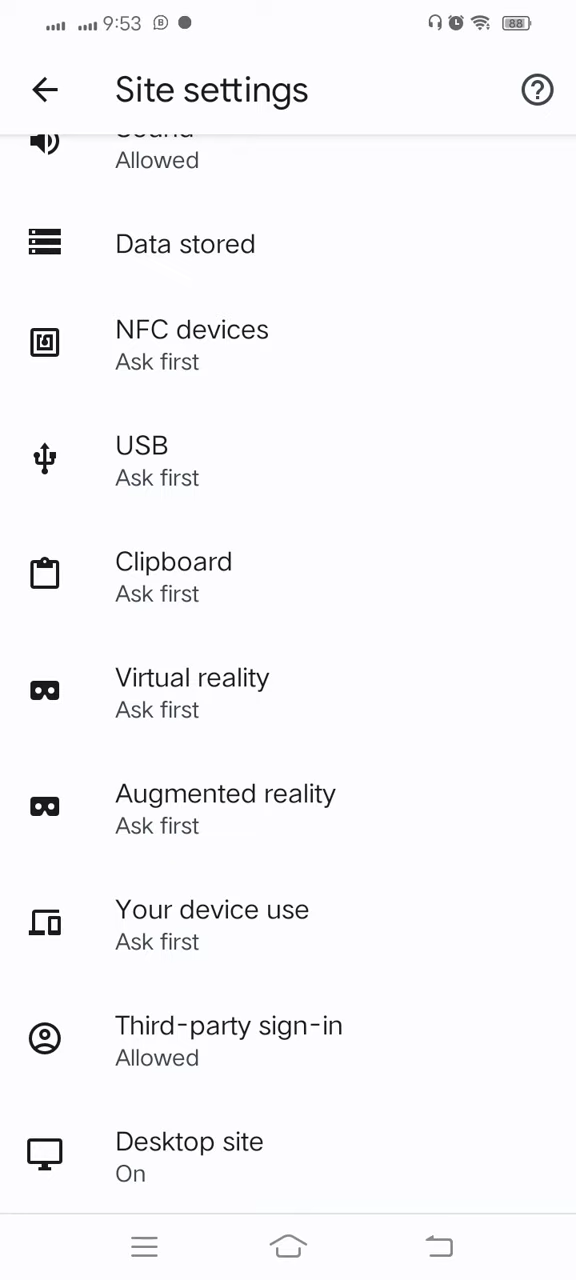 9:53 88
Site settings
Sound
Allowed
Data stored
NFC devices
Ask first
USB
Ask first
Clipboard
Ask first
Virtual reality
Ask first
Augmented reality
Ask first
Your device use
Ask first
Third-party sign-in
Allowed
Desktop site
On